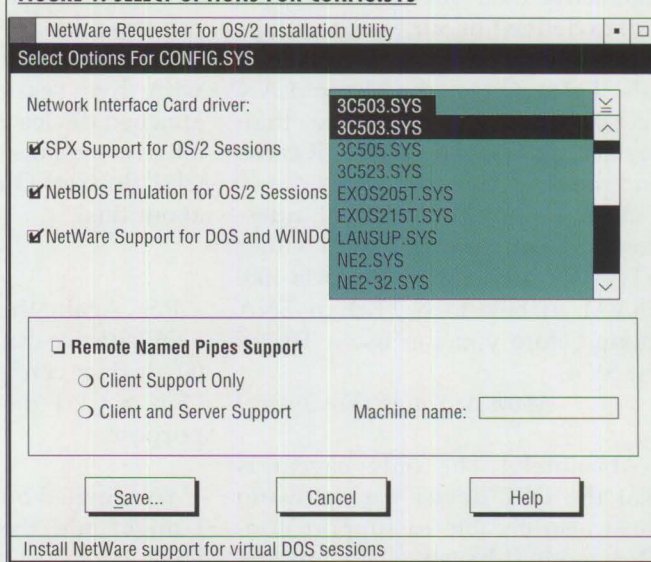 NetWare Requester for OS/2 Installation Utility
Select Options For CONFIG.SYS
Network Interface Card driver:
3C503.SYS
3C503.SYS
3C505.SYS
3C523.SYS
EXOS205T.SYS
EXOS215T.SYS
LANSUP.SYS
NE2.SYS
NE2-32.SYS
SPX Support for OS/2 Sessions
NetBIOS Emulation for OS/2 Sessions
NetWare Support for DOS and WINDO
Remote Named Pipes Support
Client Support Only
Client and Server Support
Machine name:
Save...
Cancel
Help
Install NetWare support for virtual DOS sessions